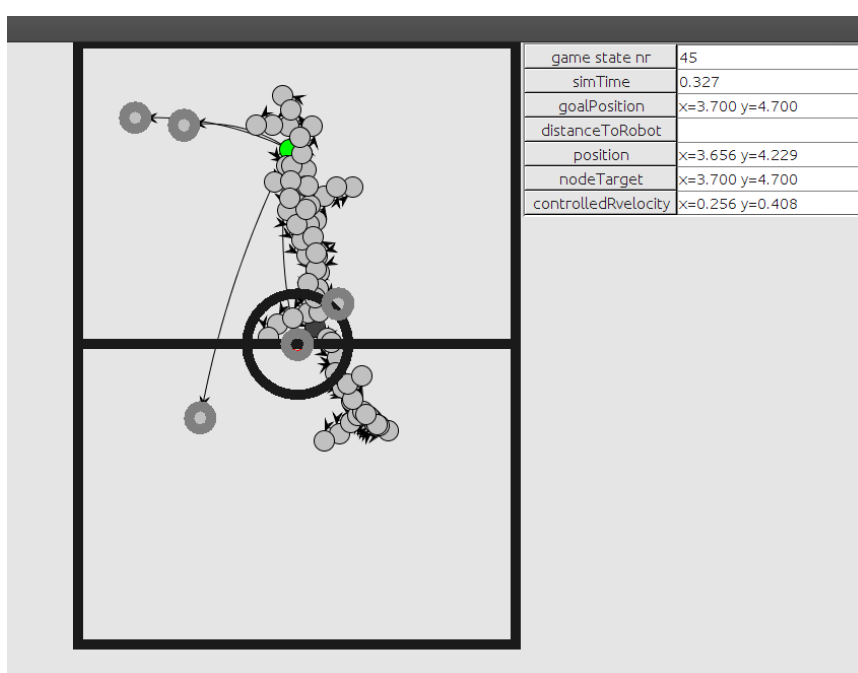 game state nr 45
simTime 0.327
goalPosition x=3.700 y=4.700
distanceToRobot
position x=3.656 y=4.229
nodeTarget x=3.700 y=4.700
controlledRvelocity x=0.256 y=0.408